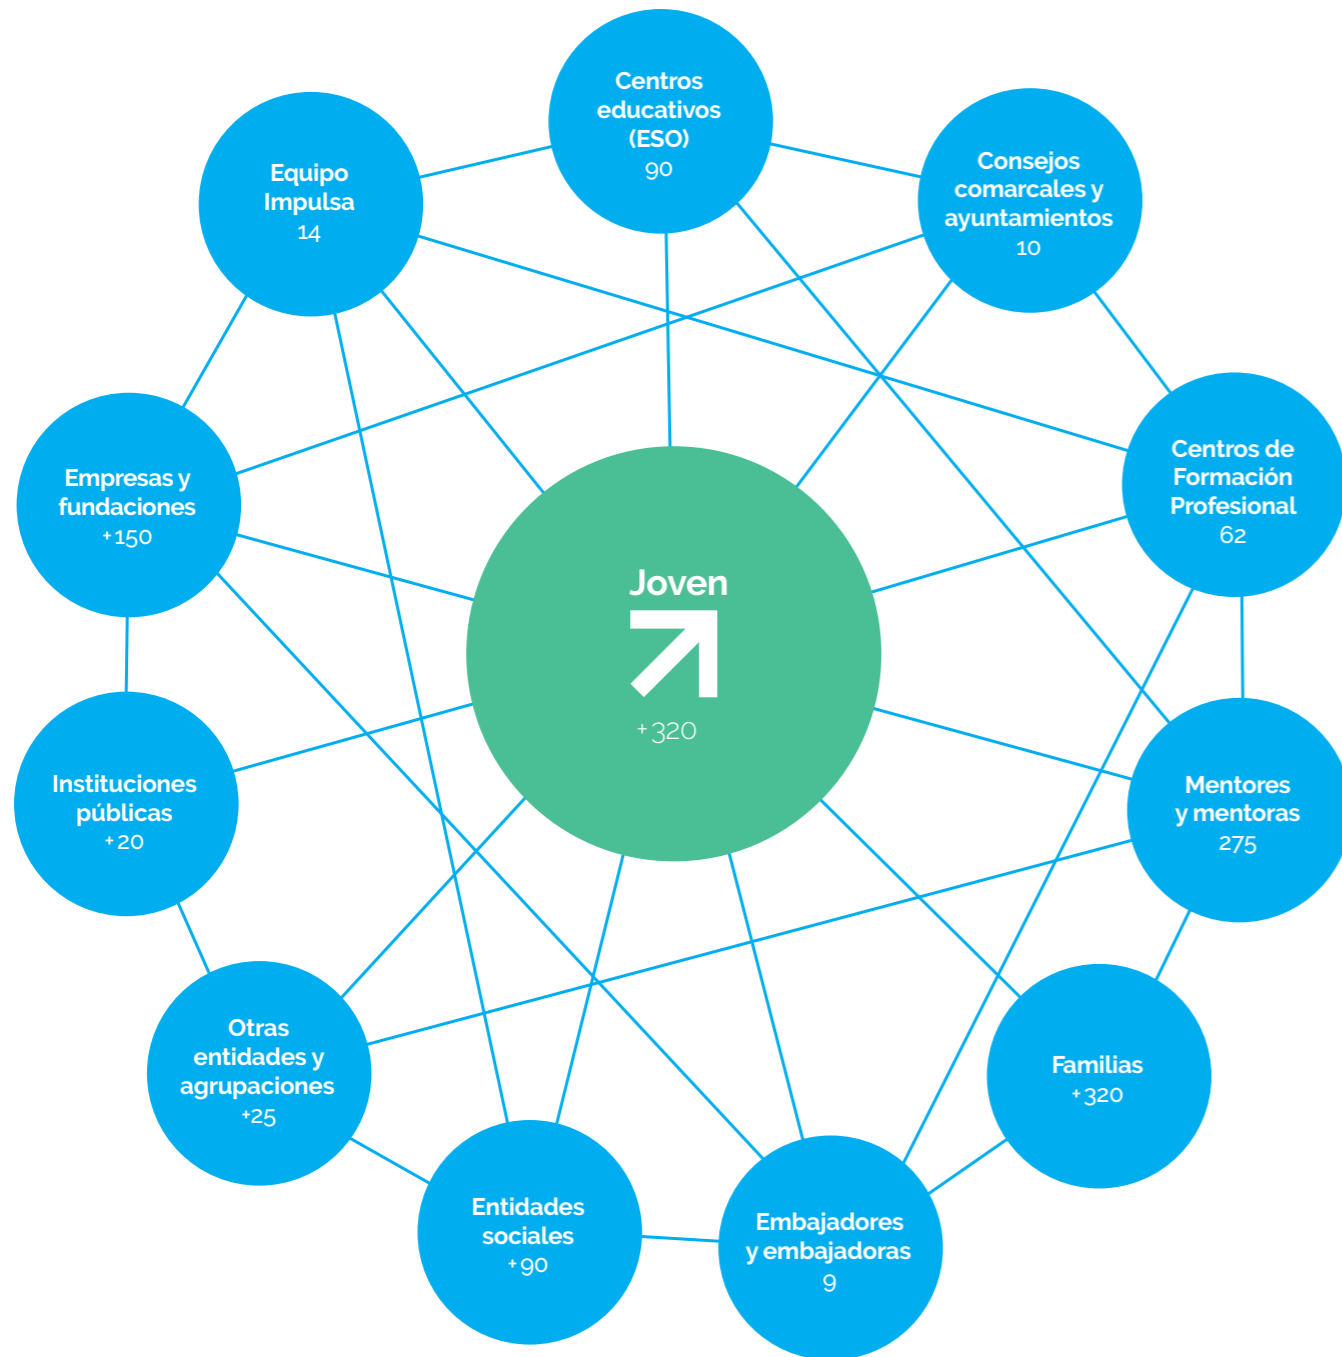 Centros
educativos
(ESO)
90
Consejos
comarcales y
ayuntamientos
10
Equipo
Impulsa
14
Centros de
Formación
Profesional
62
Empresas y
fundaciones
+150
Joven
+320
Instituciones
públicas
+20
Mentores
y mentoras
275
Otras
entidades y
agrupaciones
+25
Familias
+320
Entidades
sociales
+90
Embajadores
y embajadoras
9